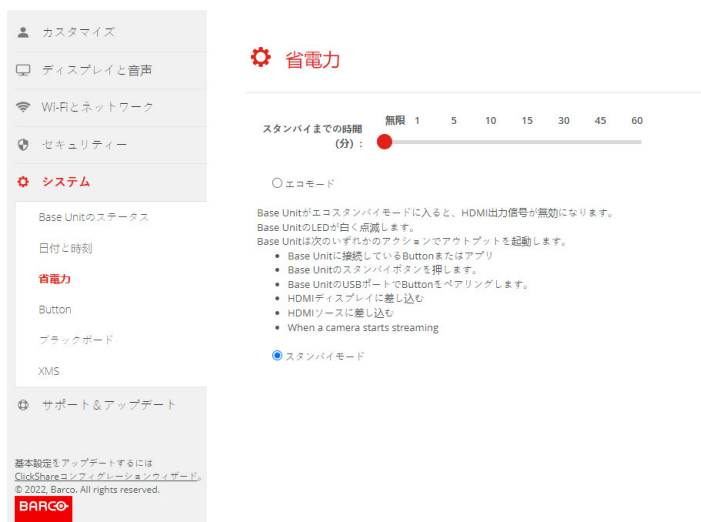 カスタマイズ
ディスプレイと音声
Wi-Fiとネットワーク
セキュリティー
システム
Base Unitのステータス
日付と時刻
省電力
Button
ブラックボード
XMS
サポート＆アップデート
基本設定をアップデートするには
ClickShareコンフィグレーションウィザード。
© 2022, Barco. All rights reserved.
BARCO
省電力
スタンバイまでの時間
(分)：
無限 1 5 10 15 30 45 60
エコモード
Base Unitがエコスタンバイモードに入ると、HDMI出力信号が無効になります。
Base UnitのLEDが白く点滅します。
Base Unitは次のいずれかのアクションでアウトプットを起動します。
• Base Unitに接続しているButtonまたはアプリ
• Base Unitのスタンバイボタンを押します。
• Base UnitのUSBポートでButtonをペアリングします。
• HDMIディスプレイに差し込む
• HDMIソースに差し込む
• When a camera starts streaming
スタンバイモード